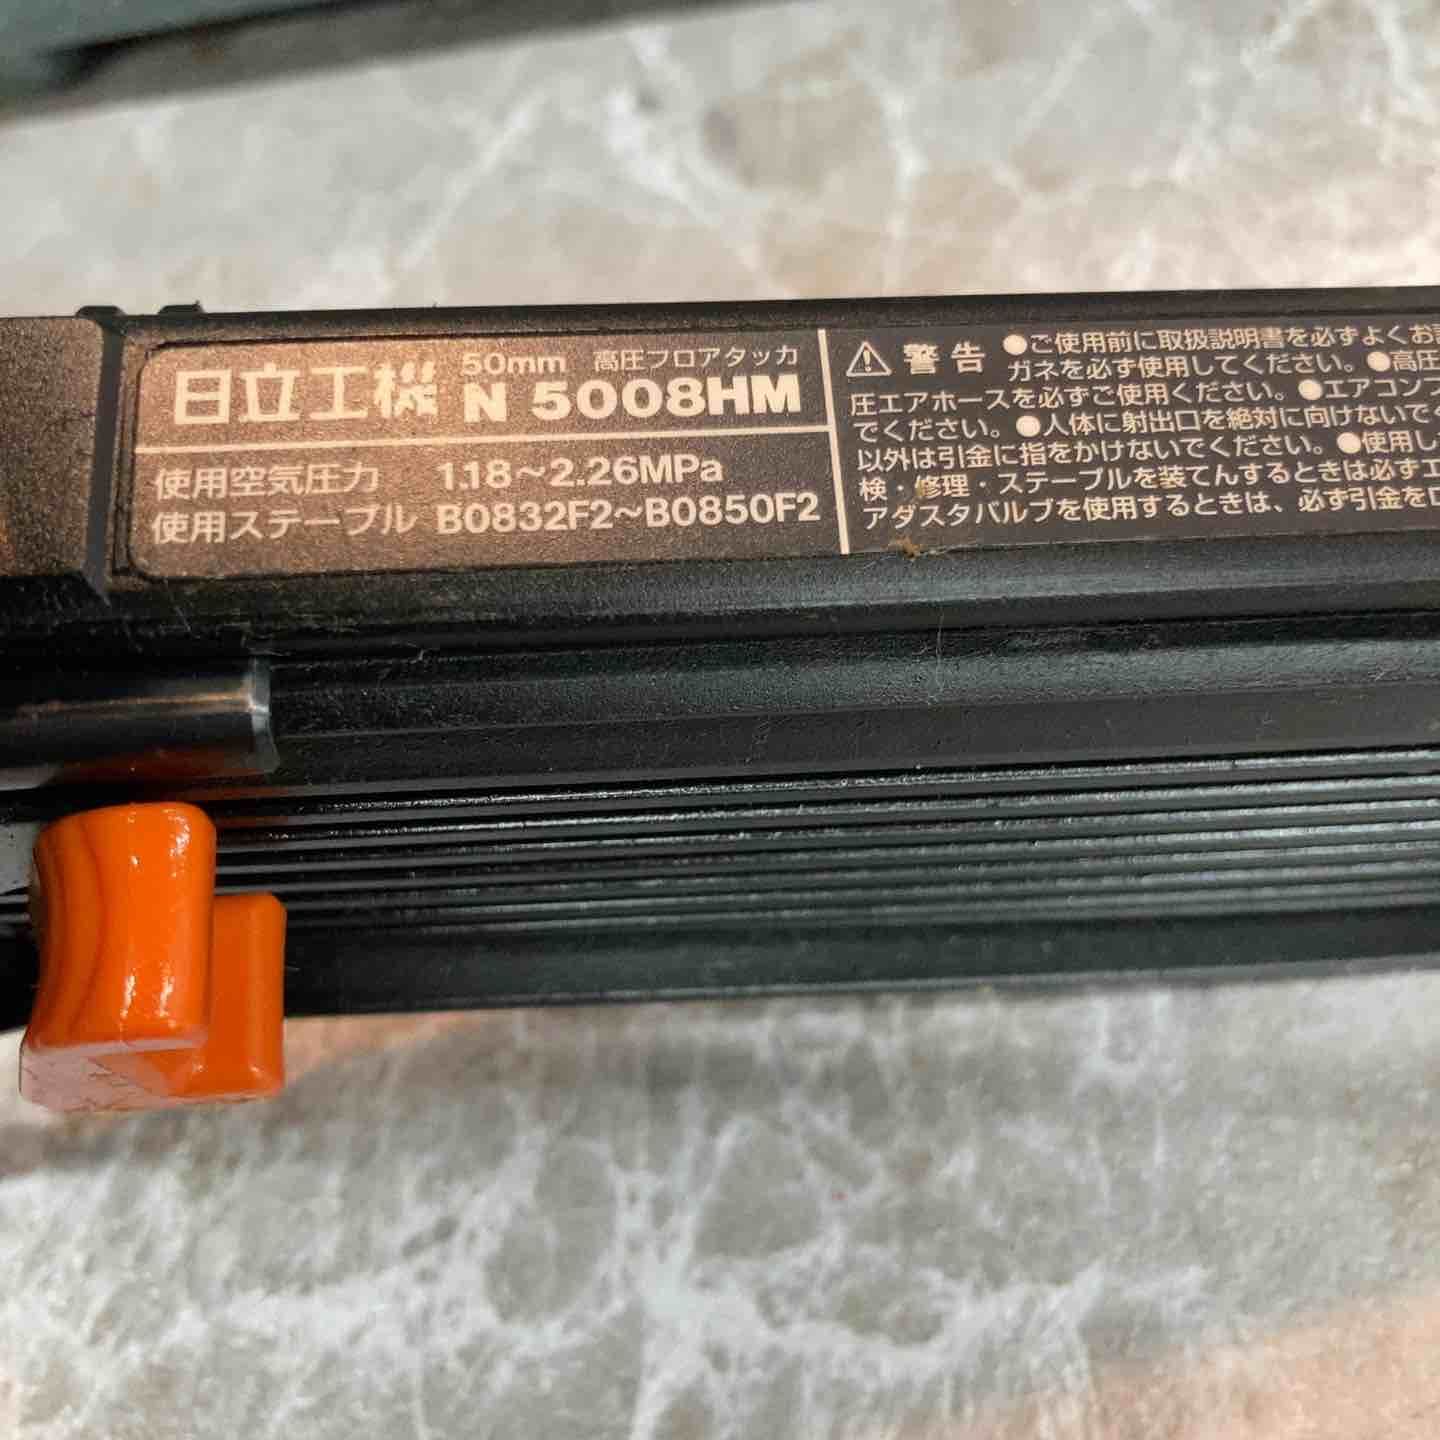 日立工機 50mm 高圧フロアタッカ
N 5008HM
使用空気圧力 1.18～2.26MPa
使用ステープル B0832F2～B0850F2
警告 ●ご使用前に取扱説明書を必ずよくお
ガネを必ず使用してください。●高圧
圧エアホースを必ずご使用ください。●エアコンプ
でください。●人体に射出口を絶対に向けないで
以外は引金に指をかけないでください。●使用し
検・修理・ステープルを装てんするときは必ずエ
アダスタバルブを使用するときは、必ず引金をロ